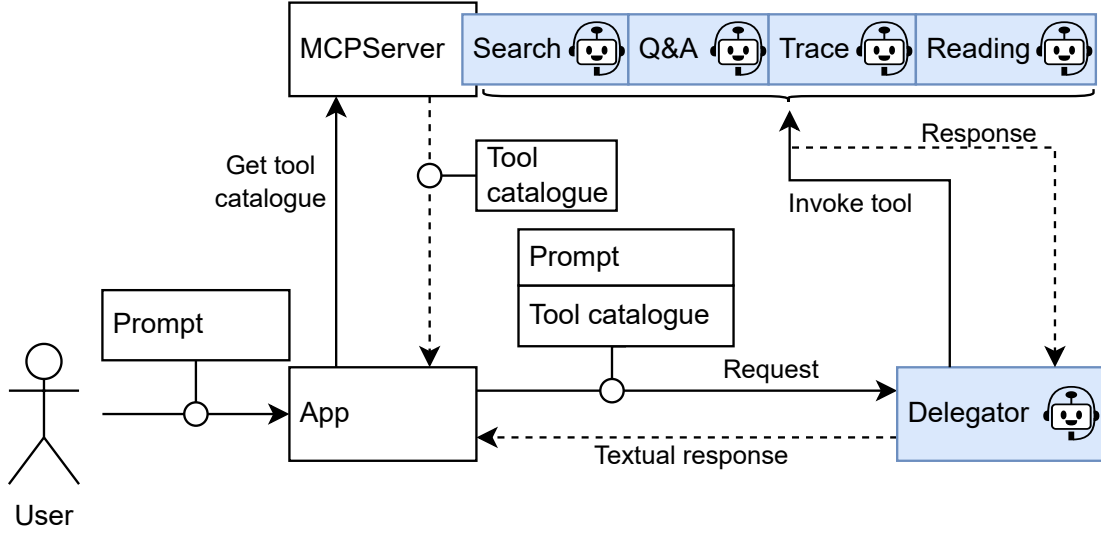 MCPServer
Search
Q&A
Trace
Reading
Response
Get tool
catalogue
Tool
catalogue
Invoke tool
Prompt
Tool catalogue
Prompt
Request
App
Delegator
Textual response
User